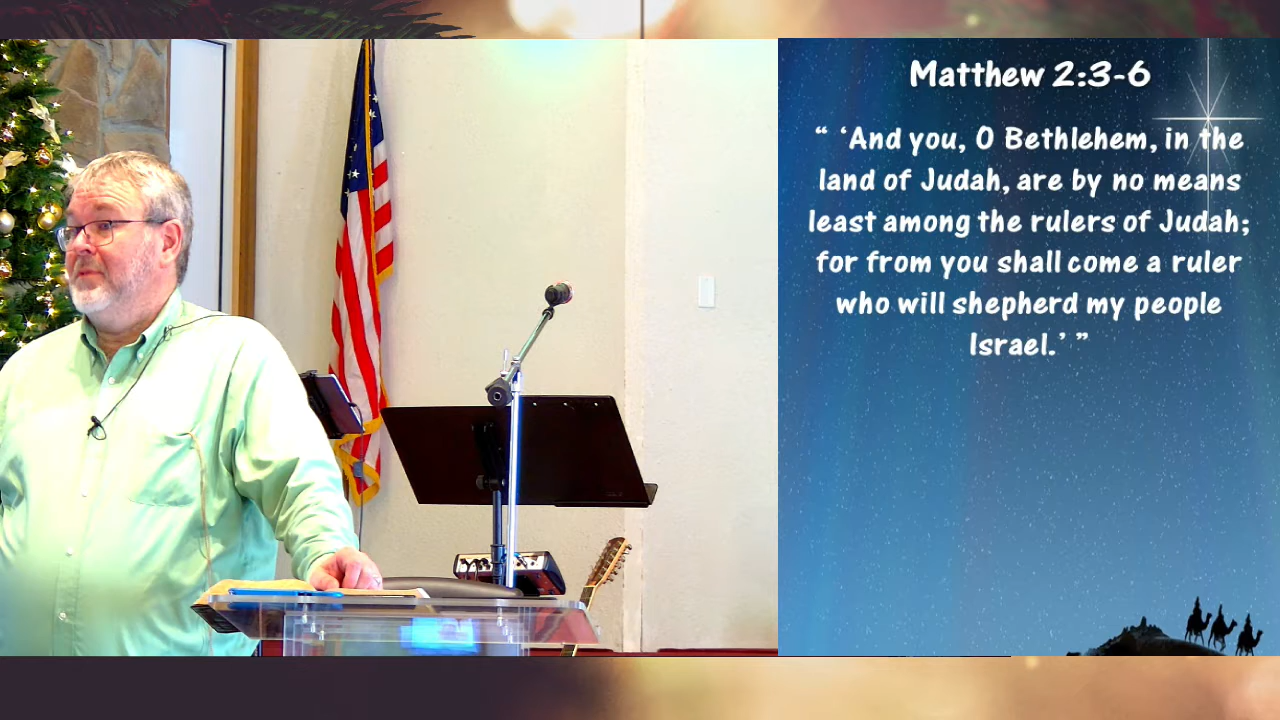 Matthew 2:3-6
“ ‘And you, O Bethlehem, in the
land of Judah, are by no means
least among the rulers of Judah;
for from you shall come a ruler
who will shepherd my people
Israel.’ ”